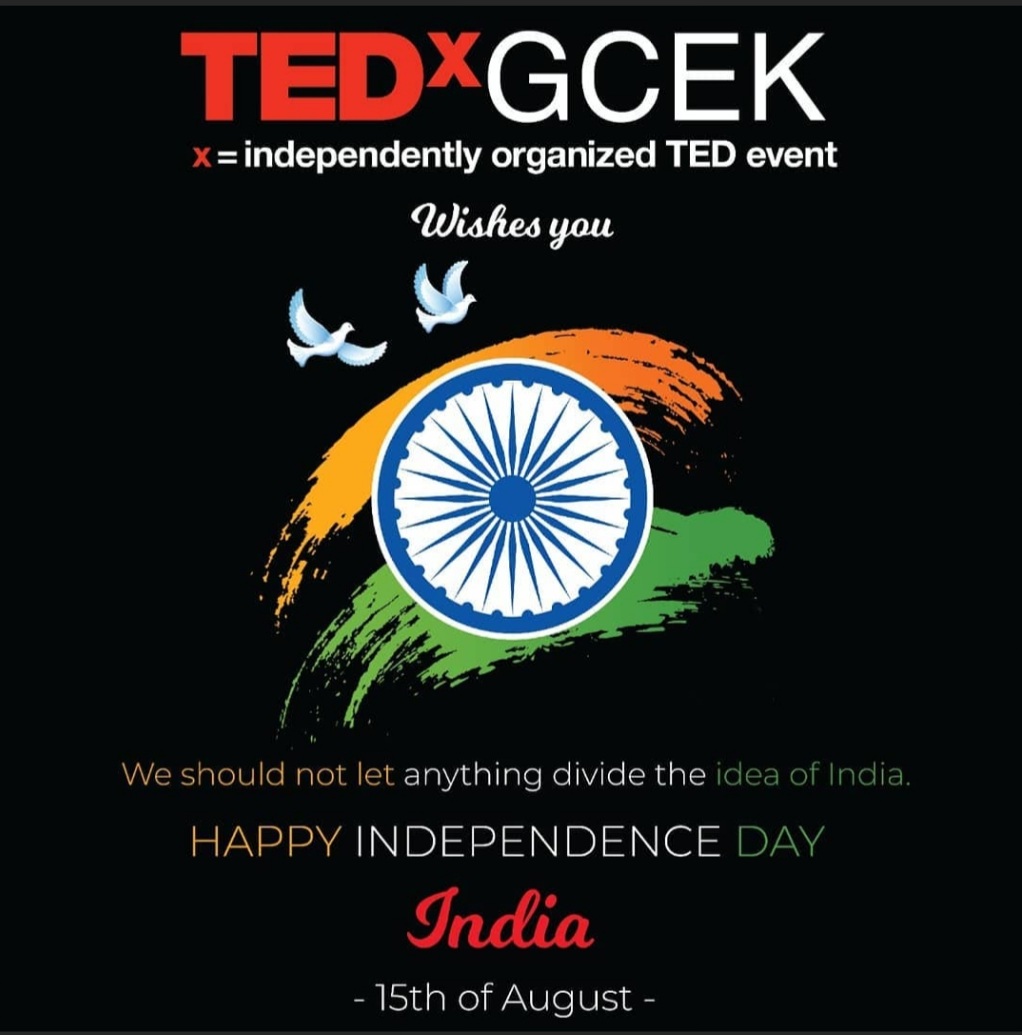 TEDxGCEK
x = independently organized TED event
Wishes you
We should not let anything divide the idea of India.
HAPPY INDEPENDENCE DAY
India
- 15th of August -